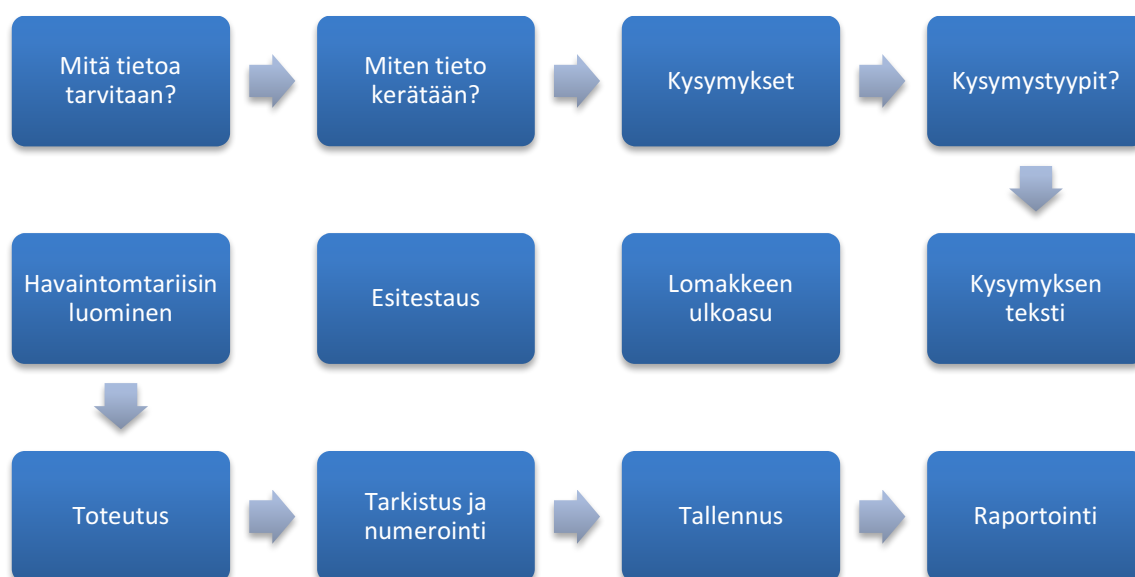 Mitä tietoa
tarvitaan?
Miten tieto
kerätään?
Kysymykset
Kysymystyypit?
Havaintomtariisin
luominen
Esitestaus
Lomakkeen
ulkoasu
Kysymyksen
teksti
Toteutus
Tarkistus ja
numerointi
Tallennus
Raportointi